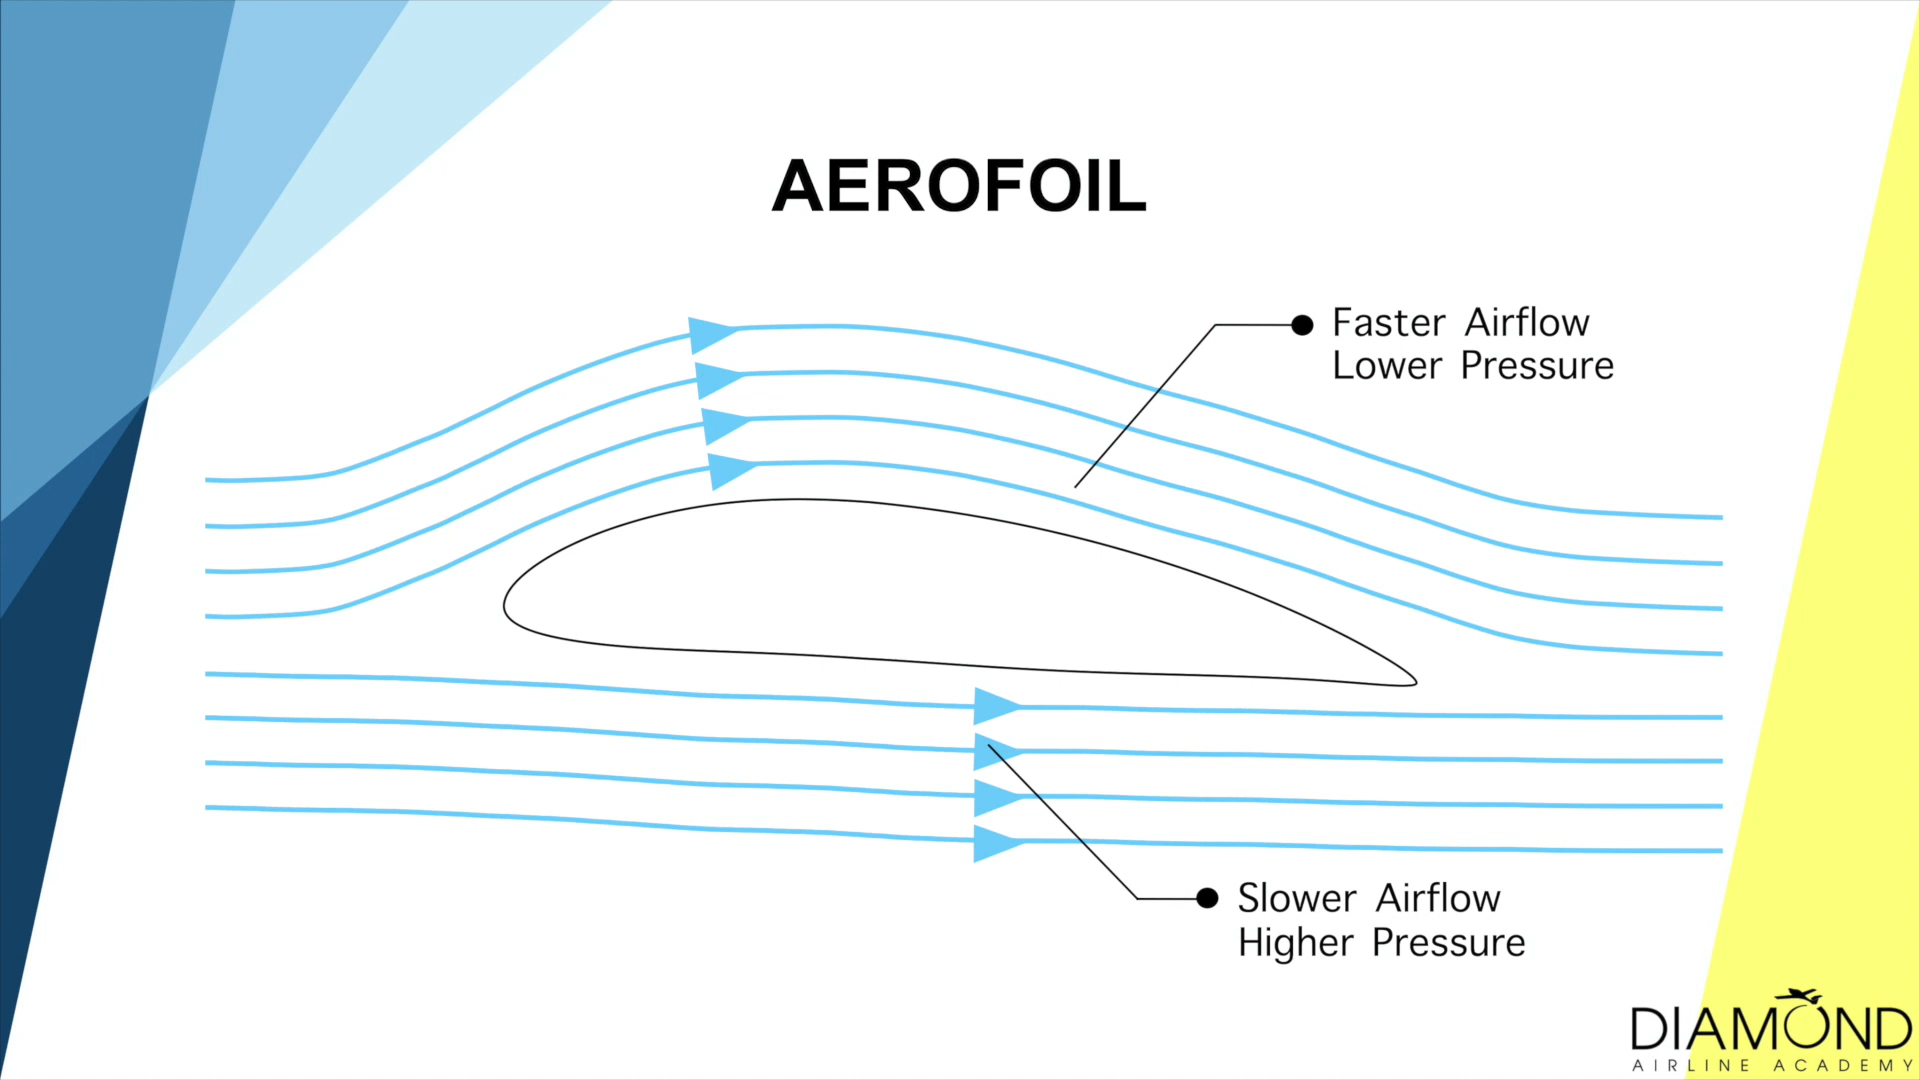 AEROFOIL
Faster Airflow
Lower Pressure
Slower Airflow
Higher Pressure
DIAMOND
AIRLINE ACADEMY